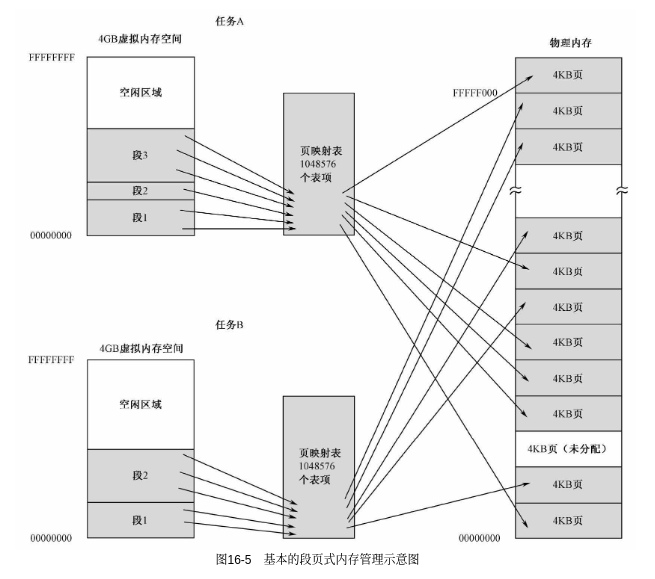 任务A
4GB虚拟内存空间
FFFFFFFF
空闲区域
段3
段2
段1
00000000
页映射表
1048576
个表项
物理内存
FFFFF000
4KB页
4KB页
4KB页
4KB页
4KB页
4KB页
4KB页
4KB页
4KB页
4KB页（未分配）
4KB页
4KB页
00000000
任务B
4GB虚拟内存空间
FFFFFFFF
空闲区域
段2
段1
00000000
页映射表
1048576
个表项
图16-5 基本的段页式内存管理示意图